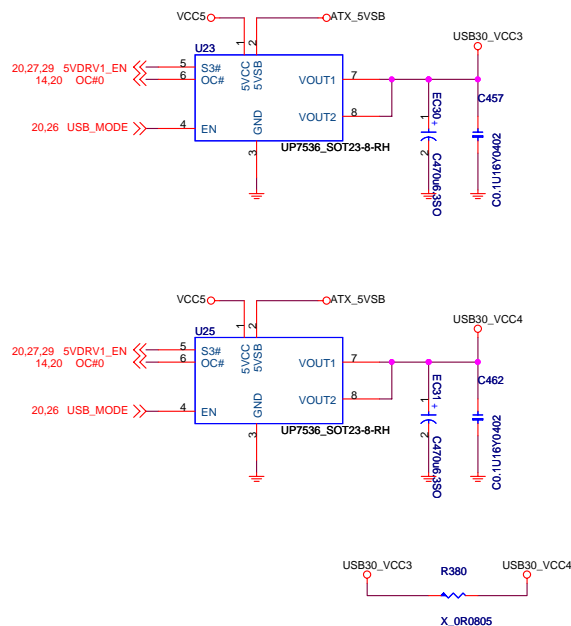 VCC5
ATX_5VSB
USB30_VCC3
U23
1
2
5VCC
5VSB
20,27,29 5VDRV1_EN
5
S3#
14,20 OC#0
6
OC#
VOUT1
7
20,26 USB_MODE
4
EN
GND
VOUT2
8
3
UP7536_SOT23-8-RH
EC30
+
1
2
C470u6.3SO
C457
C0.1U16Y0402
VCC5
ATX_5VSB
USB30_VCC4
U25
1
2
5VCC
5VSB
20,27,29 5VDRV1_EN
5
S3#
14,20 OC#0
6
OC#
VOUT1
7
20,26 USB_MODE
4
EN
GND
VOUT2
8
3
UP7536_SOT23-8-RH
EC31
+
1
2
C470u6.3SO
C462
C0.1U16Y0402
USB30_VCC3
R380
USB30_VCC4
X_0R0805